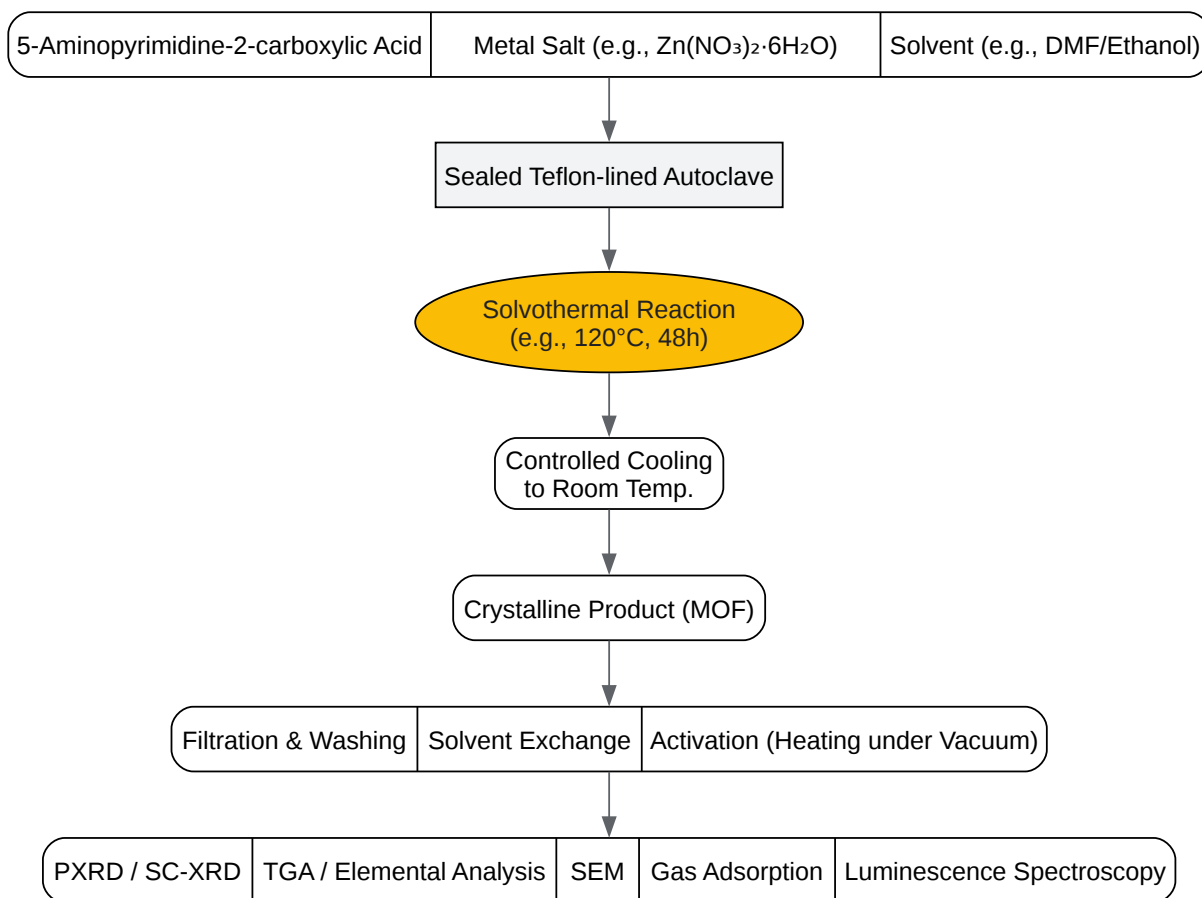 5-Aminopyrimidine-2-carboxylic Acid
Metal Salt (e.g., Zn(NO₃)₂·6H₂O)
Solvent (e.g., DMF/Ethanol)
Sealed Teflon-lined Autoclave
Solvothermal Reaction
(e.g., 120°C, 48h)
Controlled Cooling
to Room Temp.
Crystalline Product (MOF)
Filtration & Washing
Solvent Exchange
Activation (Heating under Vacuum)
PXRD / SC-XRD
TGA / Elemental Analysis
SEM
Gas Adsorption
Luminescence Spectroscopy